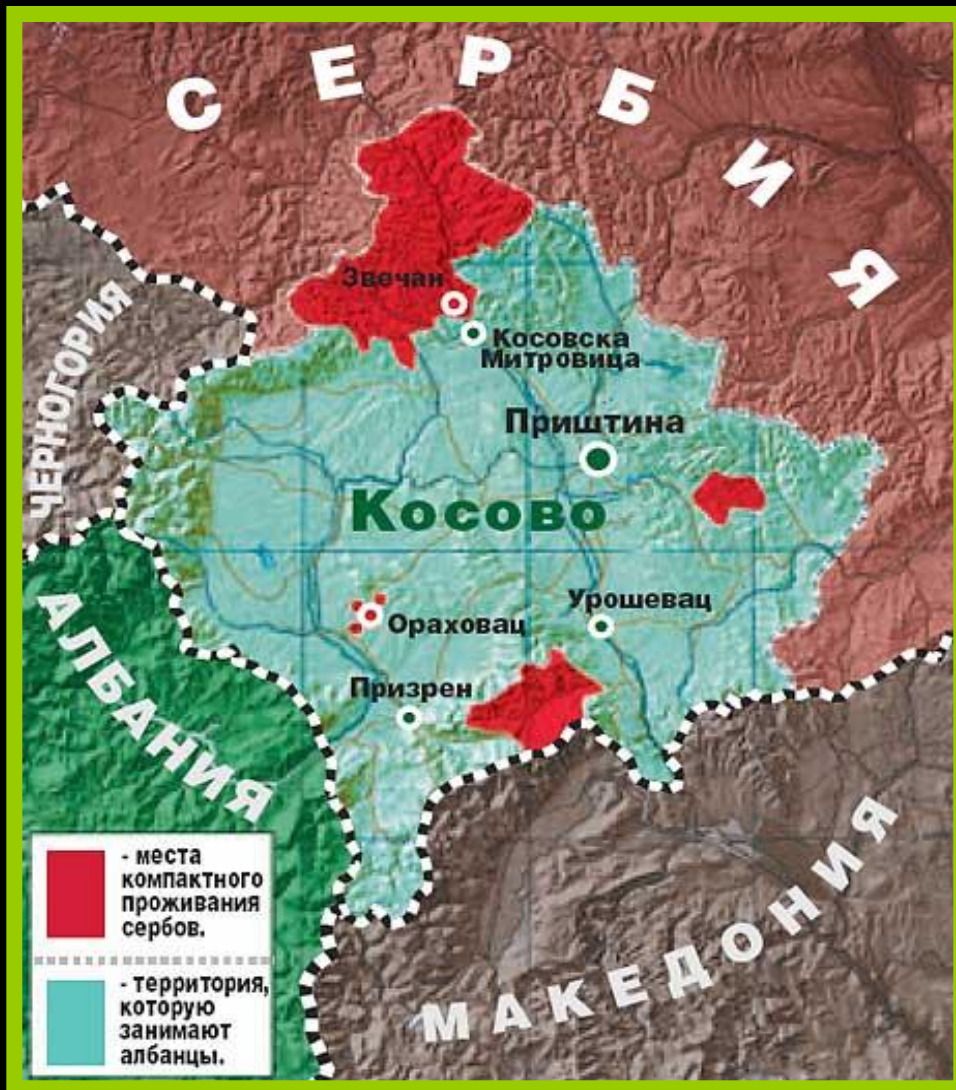 СЕРБИЯ
ЧЕРНОГОРИЯ
Звечан
Косовска
Митровица
Приштина
Косово
АЛБАНИЯ
Ораховац
Урошевац
Призрен
МАКЕДОНИЯ
- места
компактного
проживания
сербов.
- территория,
которую
занимают
албанцы.